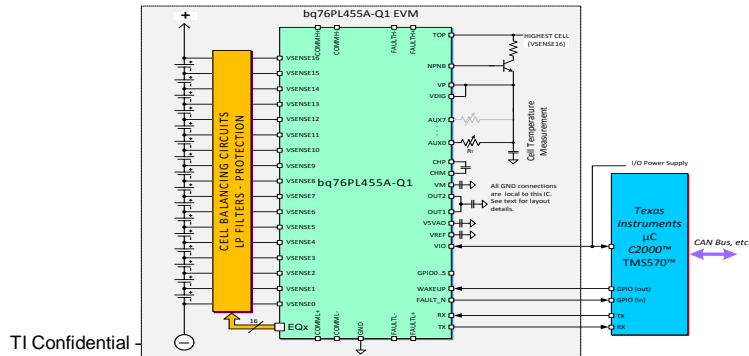 bq76PL455A-Q1 EVM
+
COMMH+
COMMH-
FAULTH-
FAULTH+
TOP
HIGHEST CELL
(VSENSE16)
NPNB
VP
VDIG
AUX7
AUX0
RT
Cell Temperature
Measurement
CHP
CHM
VM
OUT2
OUT1
V5VAO
VREF
VIO
All GND connections
are local to this IC.
See text for layout
details.
GPIO0..5
WAKEUP
FAULT_N
RX
TX
VSENSE16
VSENSE15
VSENSE14
VSENSE13
VSENSE12
VSENSE11
VSENSE10
VSENSE9
VSENSE8
VSENSE7
VSENSE6
VSENSE5
VSENSE4
VSENSE3
VSENSE2
VSENSE1
VSENSE0
CELL BALANCING CIRCUITS
LP FILTERS - PROTECTION
bq76PL455A-Q1
16
EQx
COMML+
COMML-
GND
FAULTL-
FAULTL+
I/O Power Supply
Texas
Instruments
µC
C2000™
TMS570™
CAN Bus, etc
GPIO (out)
GPIO (in)
TX
RX
TI Confidential -